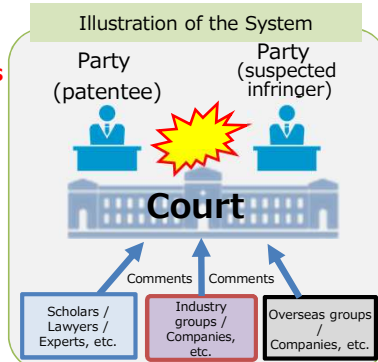 Illustration of the System
Party
(patentee)
Party
(suspected
infringer)
s
Court
Comments
Comments
Scholars /
Lawyers /
Experts, etc.
Industry
groups /
Companies,
etc.
Overseas groups
/
Companies, etc.